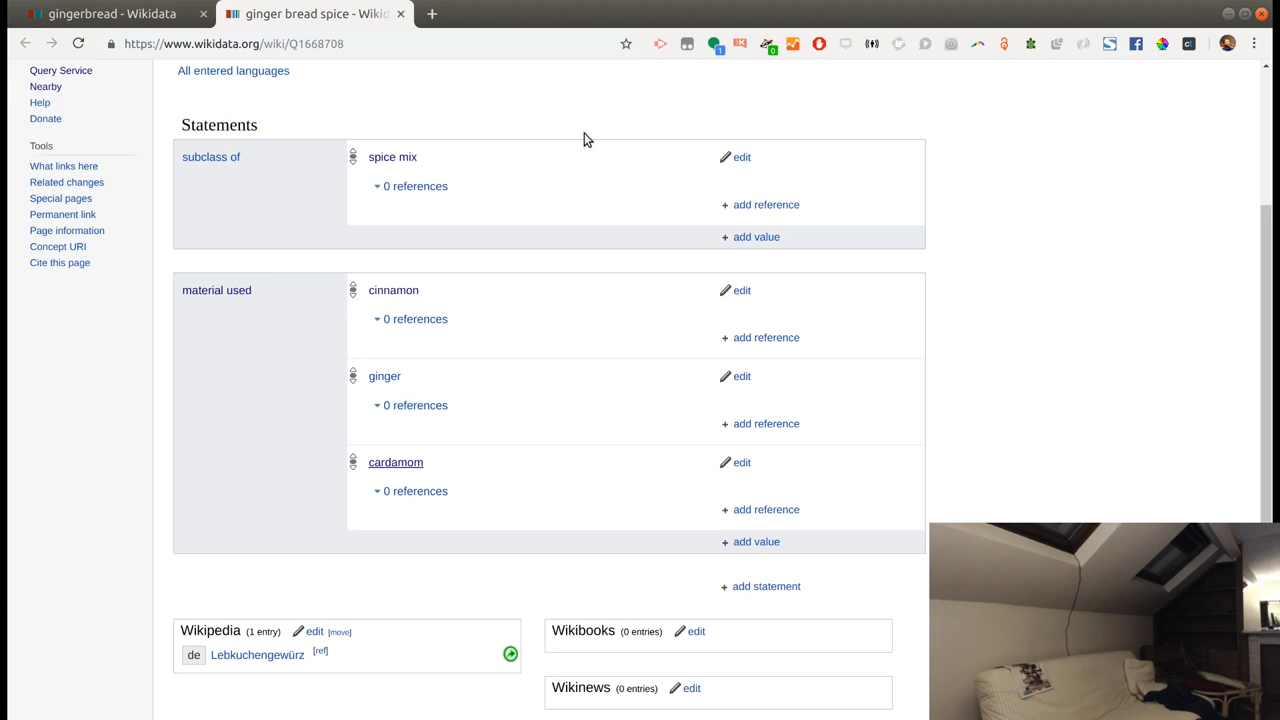 gingerbread - Wikidata
ginger bread spice - Wikid
https://www.wikidata.org/wiki/Q1668708
1
0
Query Service
Nearby
Help
Donate
Tools
What links here
Related changes
Special pages
Permanent link
Page information
Concept URI
Cite this page
All entered languages
Statements
subclass of
spice mix
edit
0 references
+ add reference
+ add value
material used
cinnamon
edit
0 references
+ add reference
ginger
edit
0 references
+ add reference
cardamom
edit
0 references
+ add reference
+ add value
+ add statement
Wikipedia (1 entry) edit [move]
de Lebkuchengewürz [ref]
Wikibooks (0 entries) edit
Wikinews (0 entries) edit